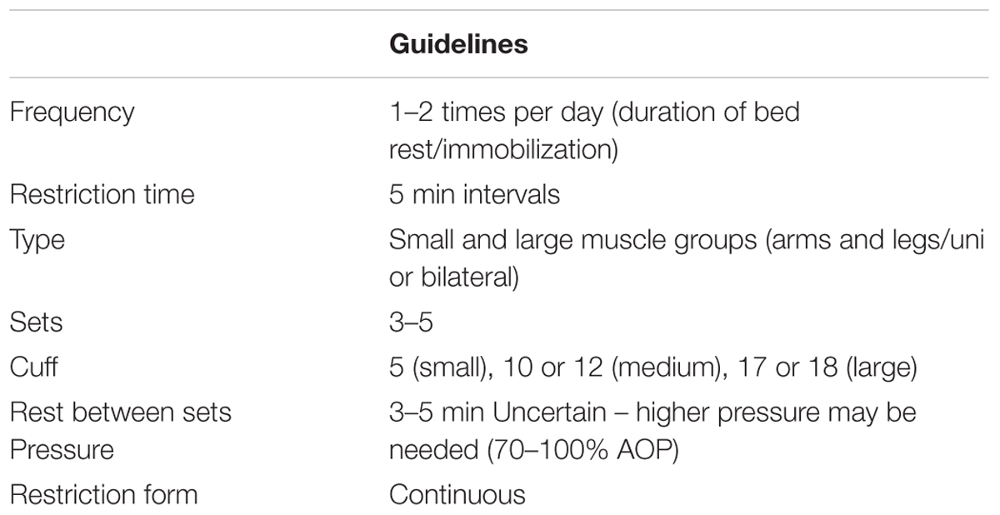 Guidelines
Frequency 1–2 times per day (duration of bed
rest/immobilization)
Restriction time 5 min intervals
Type Small and large muscle groups (arms and legs/uni
or bilateral)
Sets 3–5
Cuff 5 (small), 10 or 12 (medium), 17 or 18 (large)
Rest between sets 3–5 min Uncertain – higher pressure may be
Pressure needed (70–100% AOP)
Restriction form Continuous